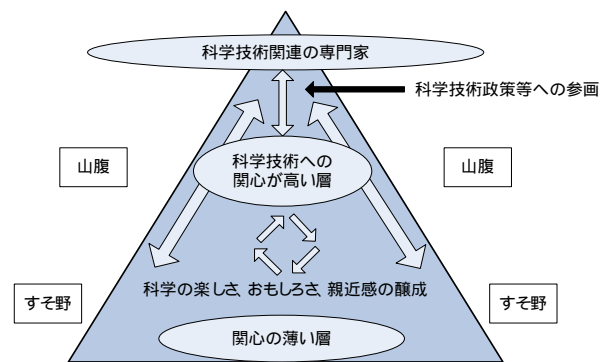 科学技術関連の専門家
科学技術政策等への参画
科学技術への
関心が高い層
山腹
山腹
科学の楽しさ、おもしろさ、親近感の醸成
すそ野
すそ野
関心の薄い層